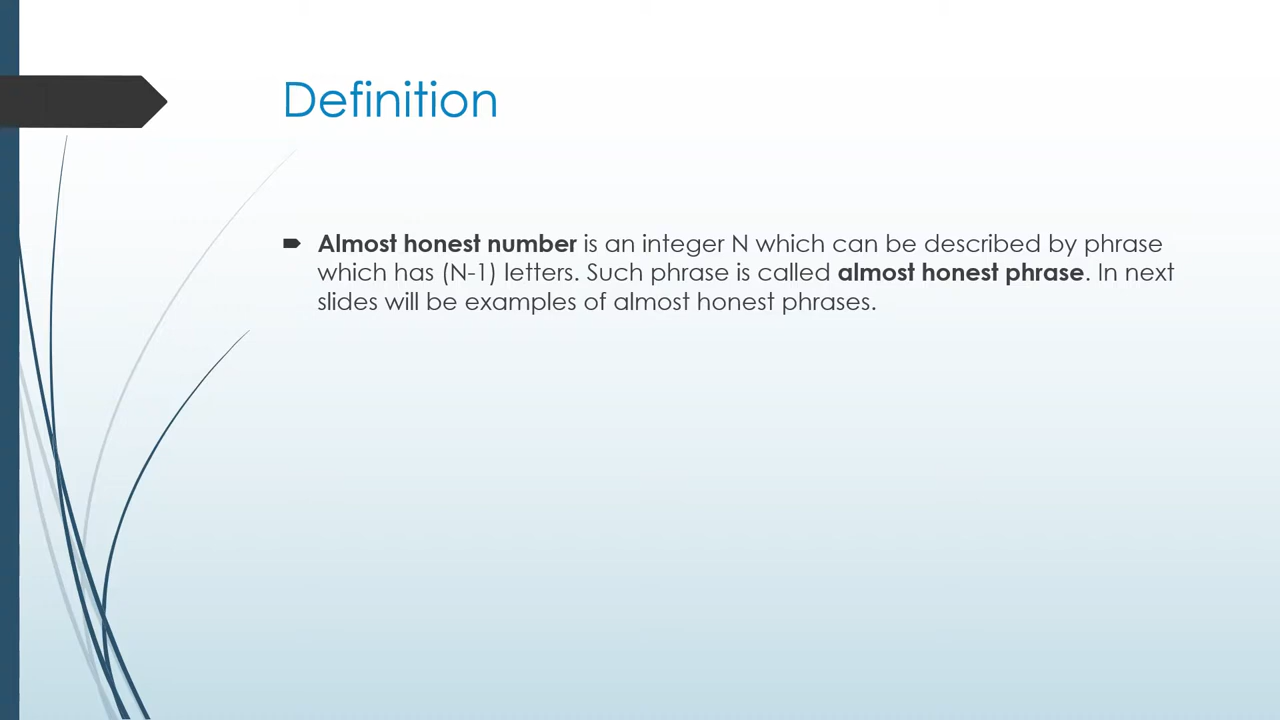 Definition
Almost honest number is an integer N which can be described by phrase
which has (N-1) letters. Such phrase is called almost honest phrase. In next
slides will be examples of almost honest phrases.